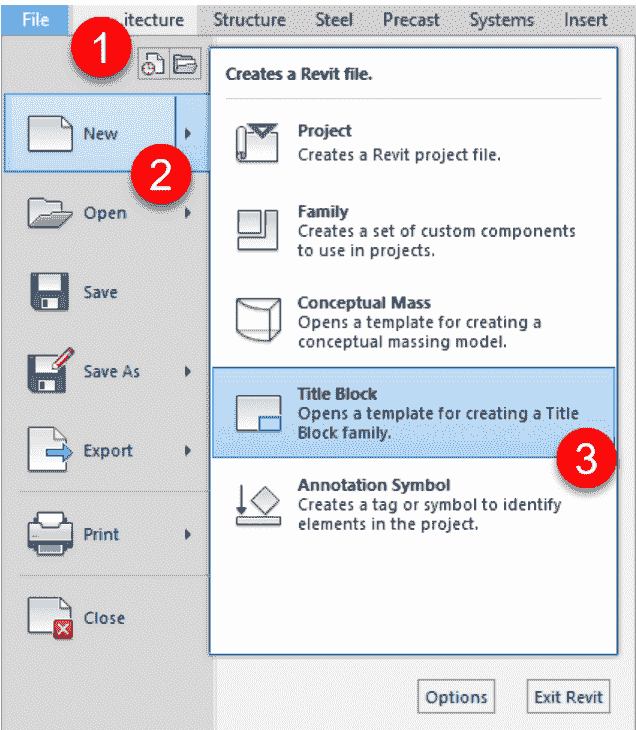 File itecture Structure Steel Precast Systems Insert
1
Creates a Revit file.
New
2
Project
Creates a Revit project file.
Open
Family
Creates a set of custom components
to use in projects.
Save
Conceptual Mass
Opens a template for creating a
conceptual massing model.
Save As
Title Block
Opens a template for creating a Title
Block family.
3
Export
Annotation Symbol
Creates a tag or symbol to identify
elements in the project.
Print
Close
Options Exit Revit